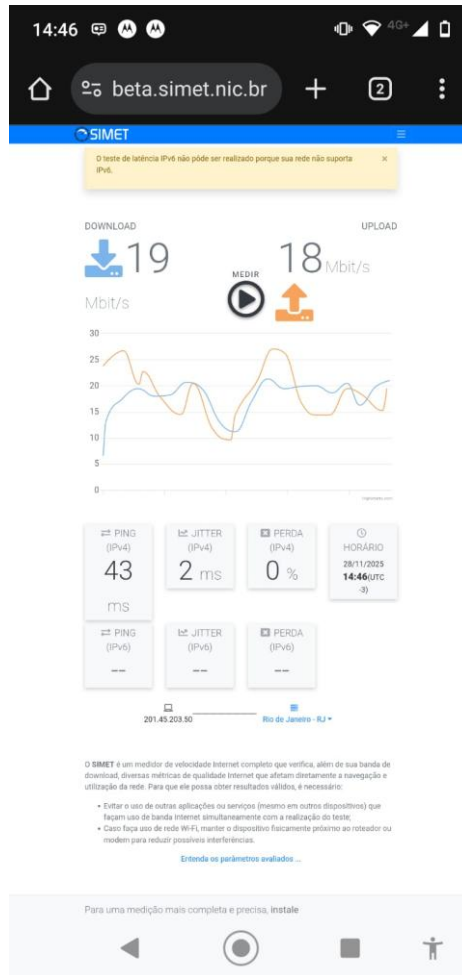 14:46
4G+
beta.simet.nic.br
2
SIMET
O teste de latência IPv6 não pôde ser realizado porque sua rede não suporta
IPv6.
×
DOWNLOAD
UPLOAD
19
Mbit/s
MEDIR
18 Mbit/s
30
25
20
15
10
5
0
PING
(IPv4)
43
ms
JITTER
(IPv4)
2 ms
PERDA
(IPv4)
0 %
HORÁRIO
28/11/2025
14:46(UTC
-3)
PING
(IPv6)
--
JITTER
(IPv6)
--
PERDA
(IPv6)
--
201.45.203.50
Rio de Janeiro - RJ
O SIMET é um medidor de velocidade Internet completo que verifica, além de sua banda de
download, diversas métricas de qualidade Internet que afetam diretamente a navegação e
utilização da rede. Para que ele possa obter resultados válidos, é necessário:
• Evitar o uso de outras aplicações ou serviços (mesmo em outros dispositivos) que
façam uso de banda Internet simultaneamente com a realização do teste;
• Caso faça uso de rede Wi-Fi, manter o dispositivo fisicamente próximo ao roteador ou
modem para reduzir possíveis interferências.
Entenda os parâmetros avaliados ...
Para uma medição mais completa e precisa, instale